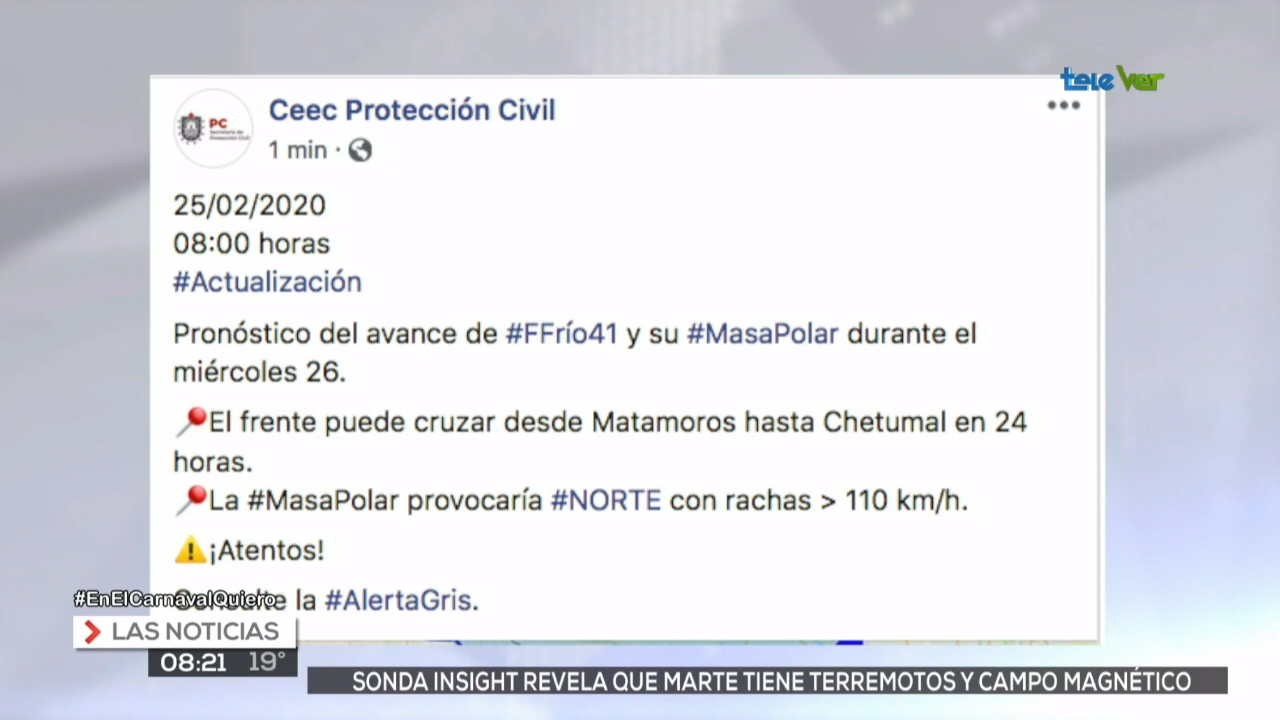 tele Ver
Ceec Protección Civil
PC
1 min ·
25/02/2020
08:00 horas
#Actualización
Pronóstico del avance de #FFrío41 y su #MasaPolar durante el
miércoles 26.
El frente puede cruzar desde Matamoros hasta Chetumal en 24
horas.
La #MasaPolar provocaría #NORTE con rachas > 110 km/h.
¡Atentos!
la #AlertaGris.
#EnElCarnavalQuiero
LAS NOTICIAS
08:21 19°
SONDA INSIGHT REVELA QUE MARTE TIENE TERREMOTOS Y CAMPO MAGNÉTICO